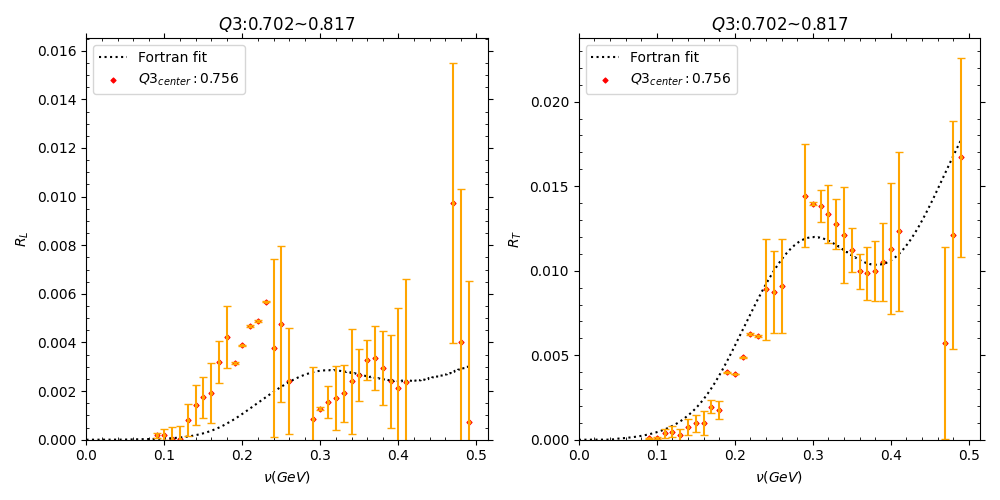 Q3:0.702~0.817
Fortran fit
Q3center:0.756
0.016
0.014
0.012
0.010
0.008
0.006
0.004
0.002
0.000
R_L
0.0 0.1 0.2 0.3 0.4 0.5
ν(GeV)
Q3:0.702~0.817
Fortran fit
Q3center:0.756
0.020
0.015
0.010
0.005
0.000
R_T
0.0 0.1 0.2 0.3 0.4 0.5
ν(GeV)